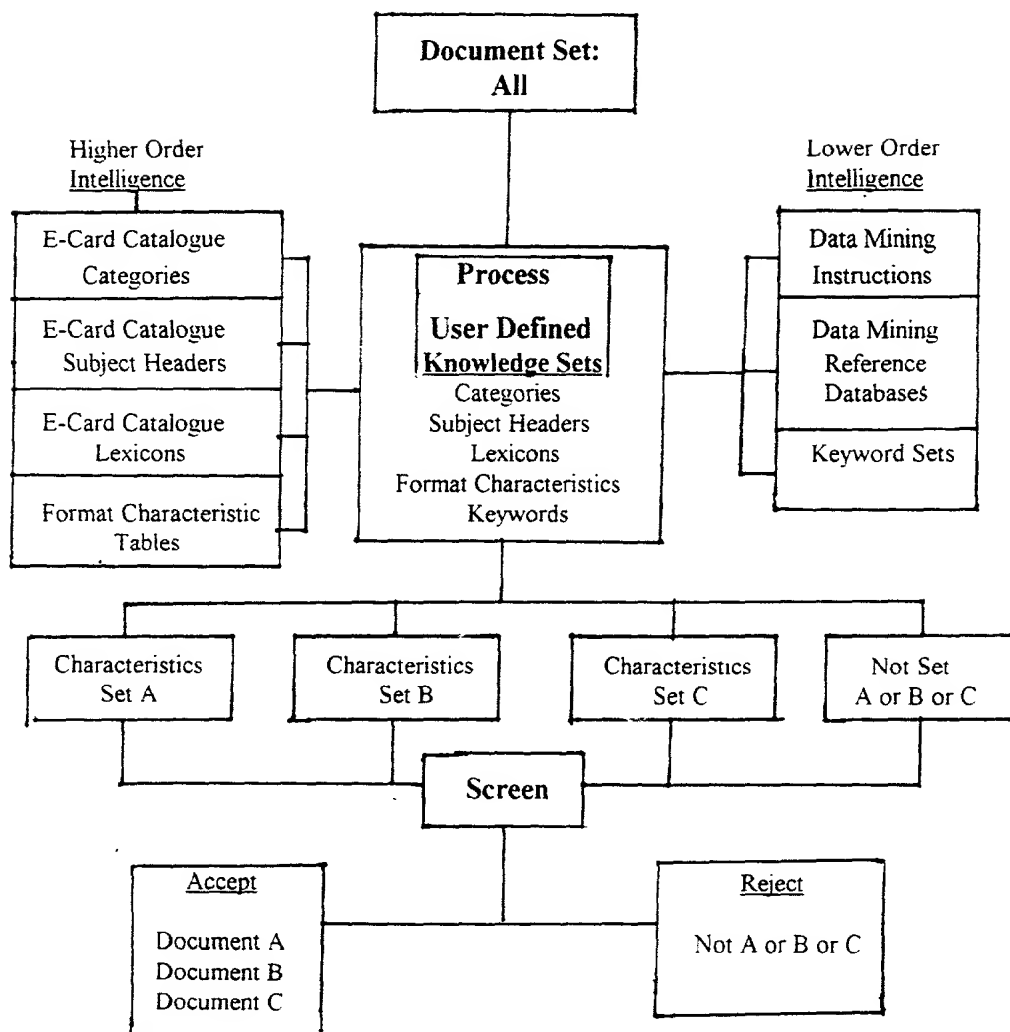 Document Set:
All
Higher Order
Intelligence
E-Card Catalogue
Categories
E-Card Catalogue
Subject Headers
E-Card Catalogue
Lexicons
Format Characteristic
Tables
Process
User Defined
Knowledge Sets
Categories
Subject Headers
Lexicons
Format Characteristics
Keywords
Lower Order
Intelligence
Data Mining
Instructions
Data Mining
Reference
Databases
Keyword Sets
Characteristics
Set A
Characteristics
Set B
Characteristics
Set C
Not Set
A or B or C
Screen
Accept
Document A
Document B
Document C
Reject
Not A or B or C